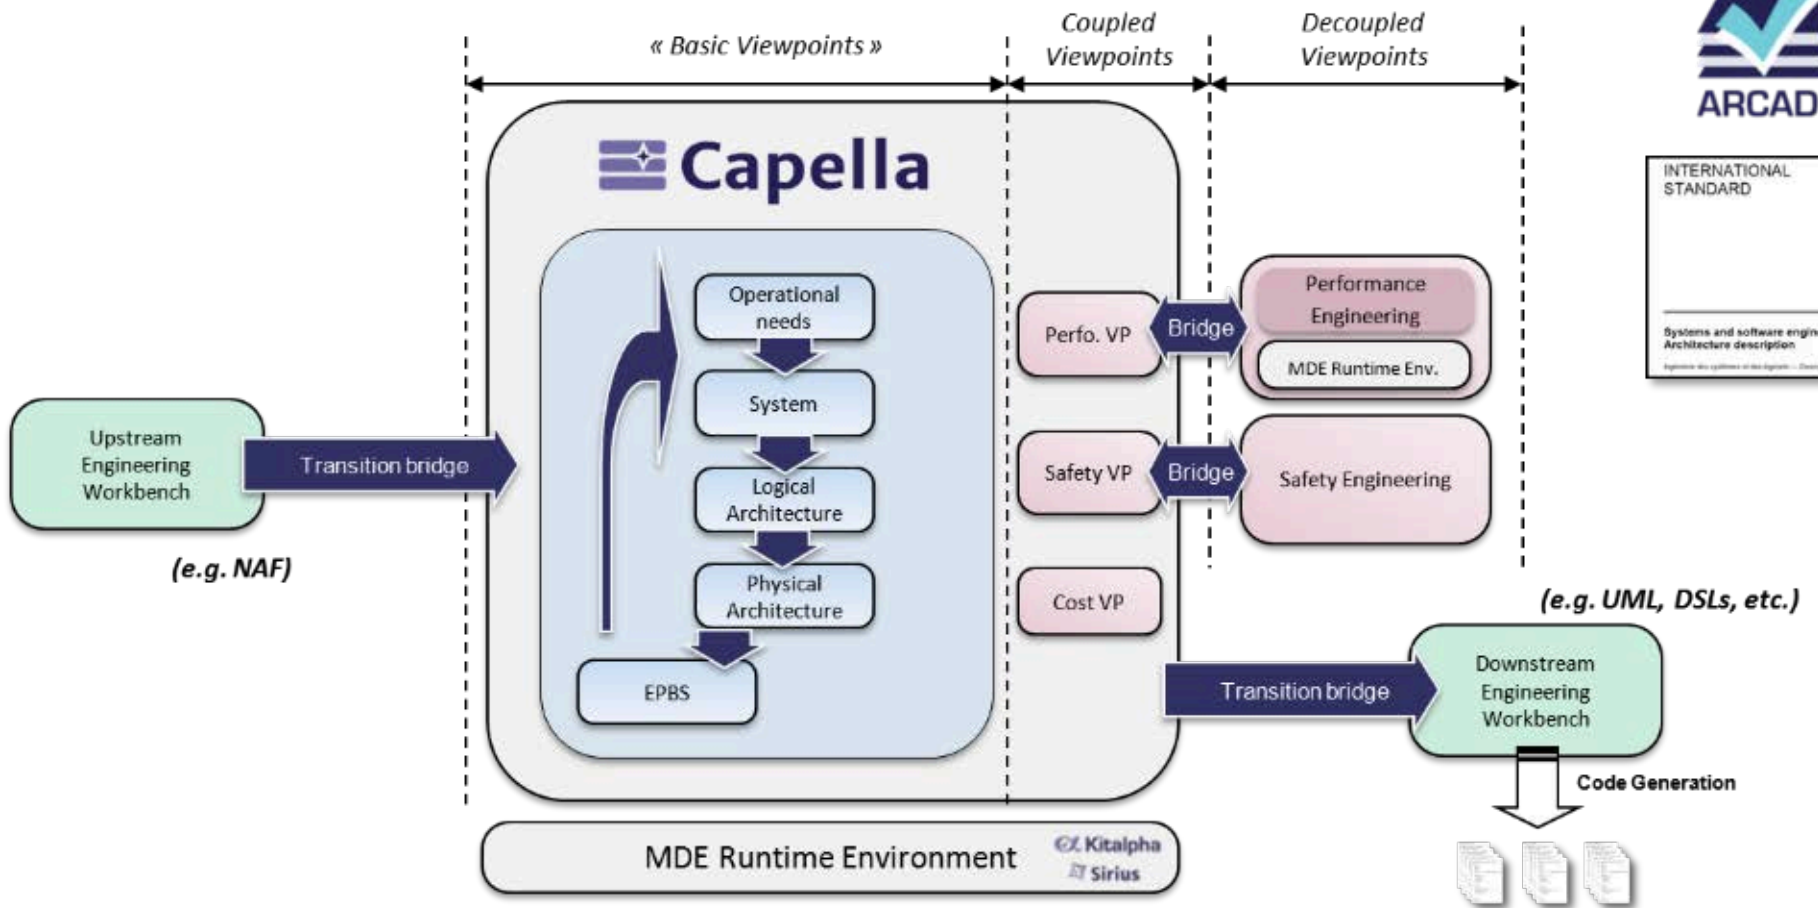 « Basic Viewpoints »
Coupled
Viewpoints
Decoupled
Viewpoints
ARCAD
Capella
INTERNATIONAL
STANDARD
Systems and software engin
Architecture description
Operational
needs
System
Logical
Architecture
Physical
Architecture
EPBS
Perfo. VP
Bridge
Performance
Engineering
MDE Runtime Env.
Safety VP
Bridge
Safety Engineering
Cost VP
Upstream
Engineering
Workbench
Transition bridge
(e.g. NAF)
(e.g. UML, DSLs, etc.)
Transition bridge
Downstream
Engineering
Workbench
Code Generation
MDE Runtime Environment
Kitalpha
Sirius